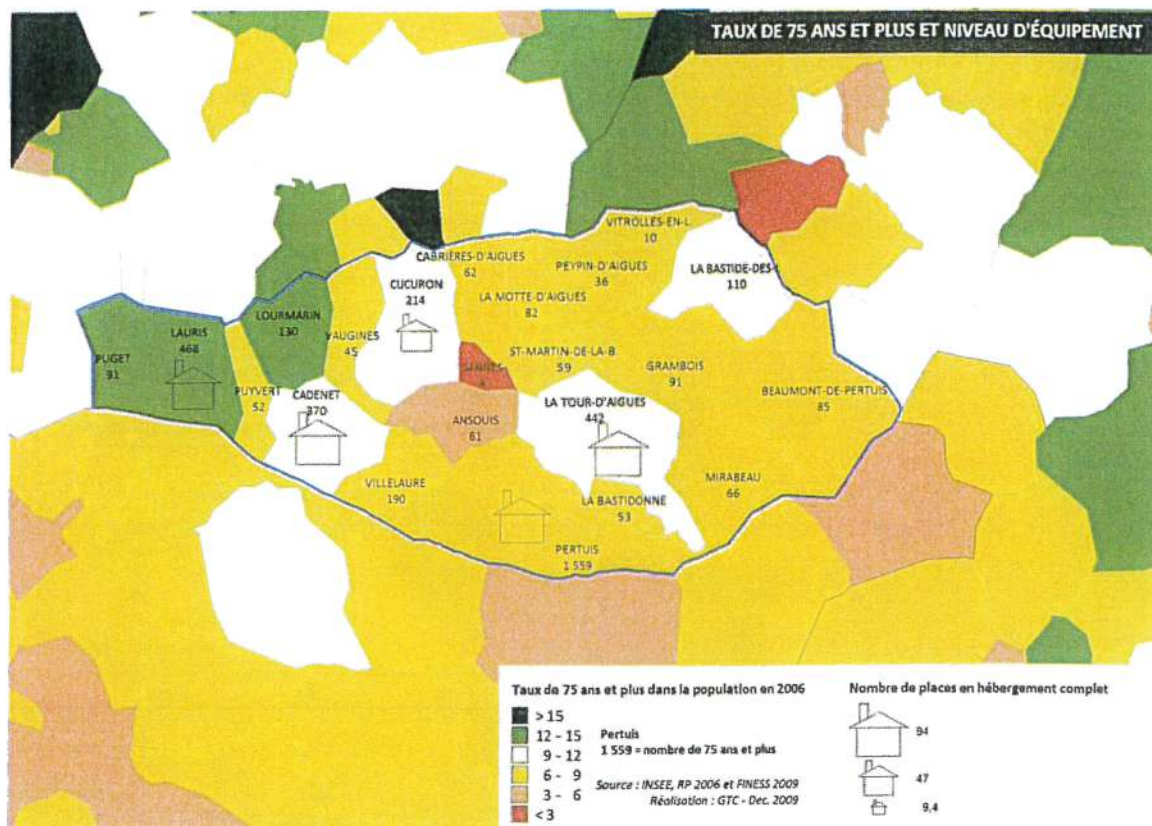 TAUX DE 75 ANS ET PLUS ET NIVEAU D'ÉQUIPEMENT
VITROLLES-EN-L.
10
CABRIÈRES-D'AIGUES
62
PEYPIN-D'AIGUES
36
LA BASTIDE-DES-
110
CUCURON
214
LA MOTTE-D'AIGUES
82
LOURMARIN
130
LAURIS
468
VAUGINES
45
PUGET
91
ST-MARTIN-DE-LA-B.
59
GRAMBOIS
91
PUYVERT
52
CADENET
370
BEAUMONT-DE-PERTUIS
85
LA TOUR-D'AIGUES
442
ANSOUIS
81
VILLELAURE
190
MIRABEAU
66
LA BASTIDONNE
53
PERTUIS
1 559
Taux de 75 ans et plus dans la population en 2006
> 15
12 - 15
9 - 12
6 - 9
3 - 6
< 3
Pertuis
1 559 = nombre de 75 ans et plus
Source : INSEE, RP 2006 et FINESS 2009
Réalisation : GTC - Dec. 2009
Nombre de places en hébergement complet
94
47
9,4